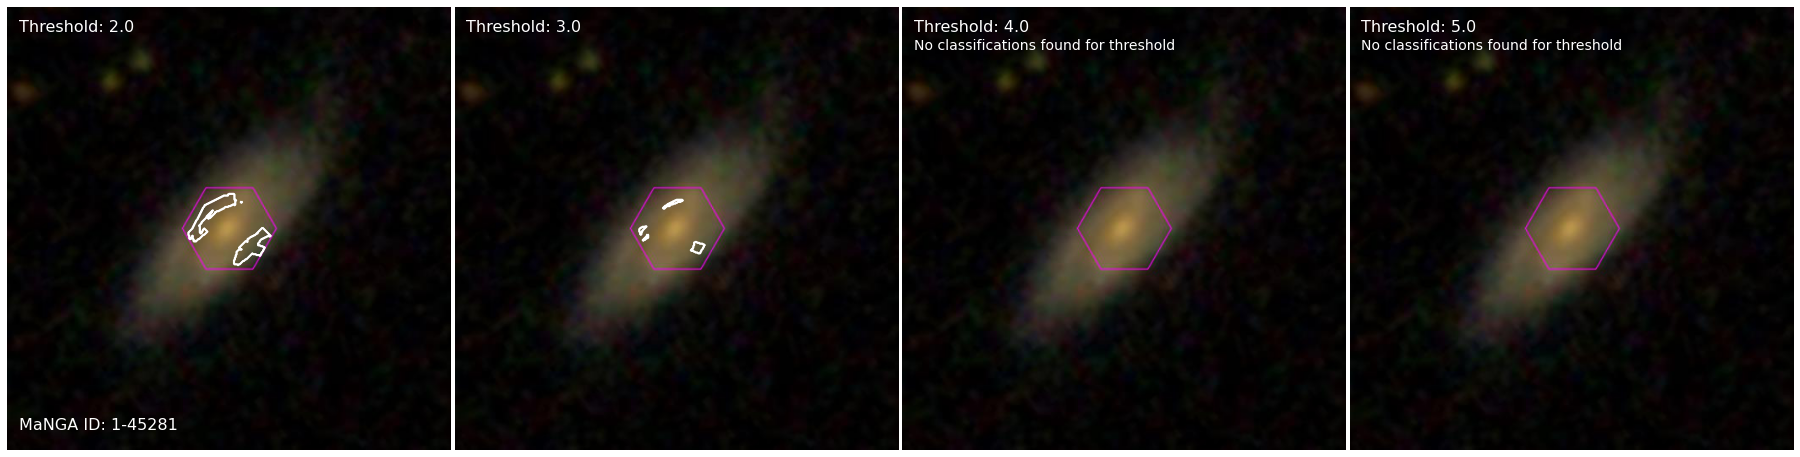 Threshold: 2.0
MaNGA ID: 1-45281
Threshold: 3.0
Threshold: 4.0
No classifications found for threshold
Threshold: 5.0
No classifications found for threshold